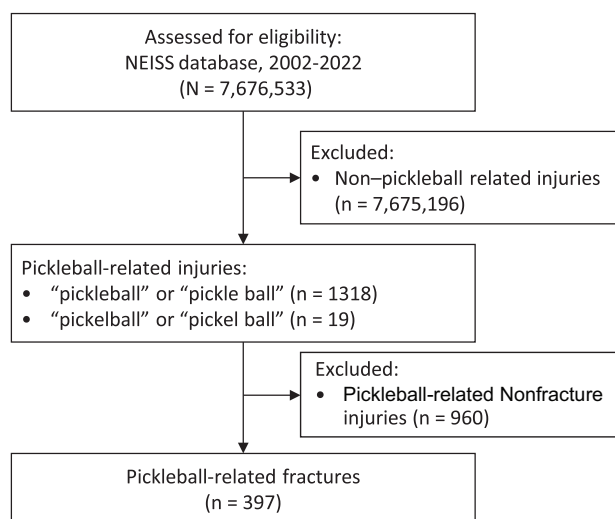 Assessed for eligibility:
NEISS database, 2002-2022
(N = 7,676,533)
Excluded:
• Non–pickleball related injuries
(n = 7,675,196)
Pickleball-related injuries:
• “pickleball” or “pickle ball” (n = 1318)
• “pickelball” or “pickel ball” (n = 19)
Excluded:
• Pickleball-related Nonfracture
injuries (n = 960)
Pickleball-related fractures
(n = 397)